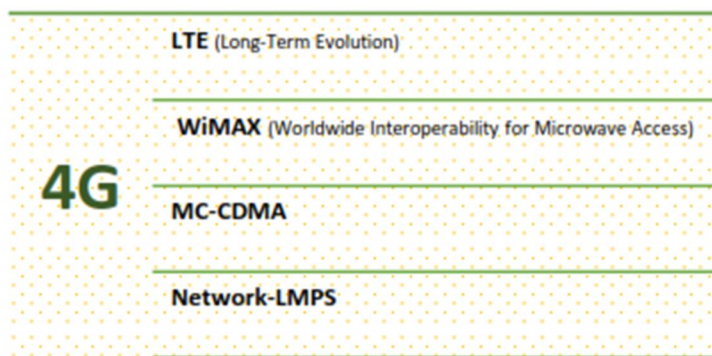 LTE (Long-Term Evolution)
WiMAX (Worldwide Interoperability for Microwave Access)
4G
MC-CDMA
Network-LMPS